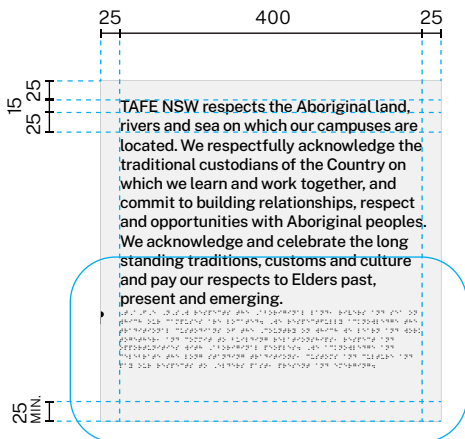 25 400 25
25
15
25
TAFE NSW respects the Aboriginal land,
rivers and sea on which our campuses are
located. We respectfully acknowledge the
traditional custodians of the Country on
which we learn and work together, and
commit to building relationships, respect
and opportunities with Aboriginal peoples.
We acknowledge and celebrate the long
standing traditions, customs and culture
and pay our respects to Elders past,
present and emerging.
25
MIN.